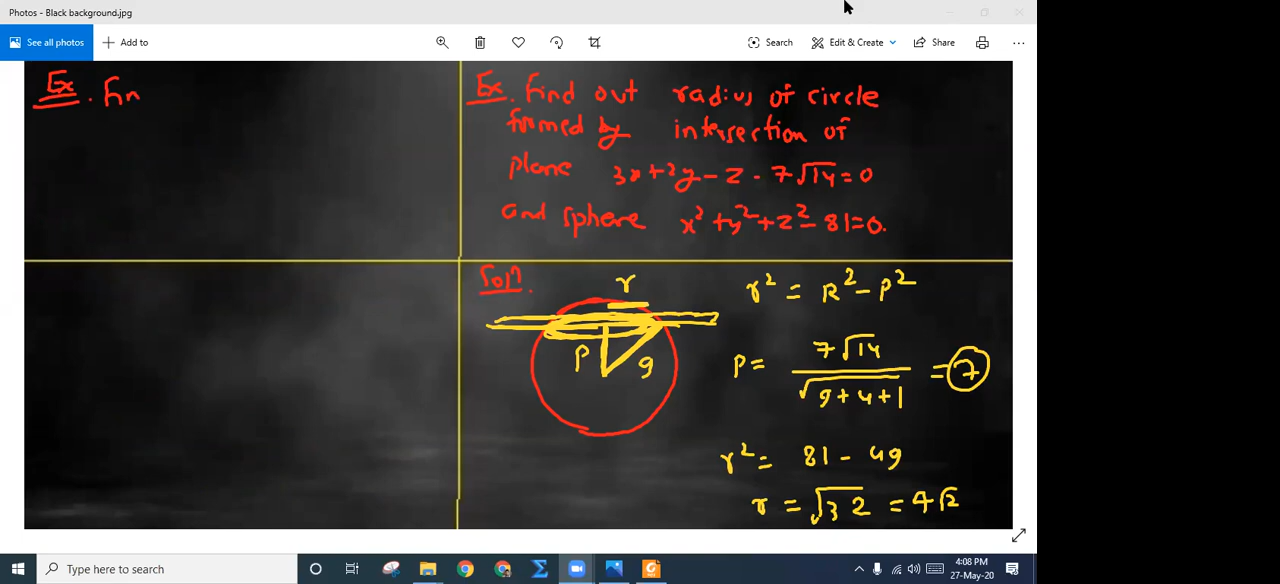 Photos - Black background.jpg
See all photos
Add to
Search
Edit & Create
Share
Ex. Fin
Ex. Find out radius of circle
formed by intersection of
plane 3x+2y-z-7√14=0
and sphere x²+y²+z²-81=0.
Solⁿ.
r
P
9
r² = R² - P²
P = 7√14 / √9+4+1 = 7
r² = 81 - 49
r = √32 = 4√2
Type here to search
4:08 PM
27-May-20